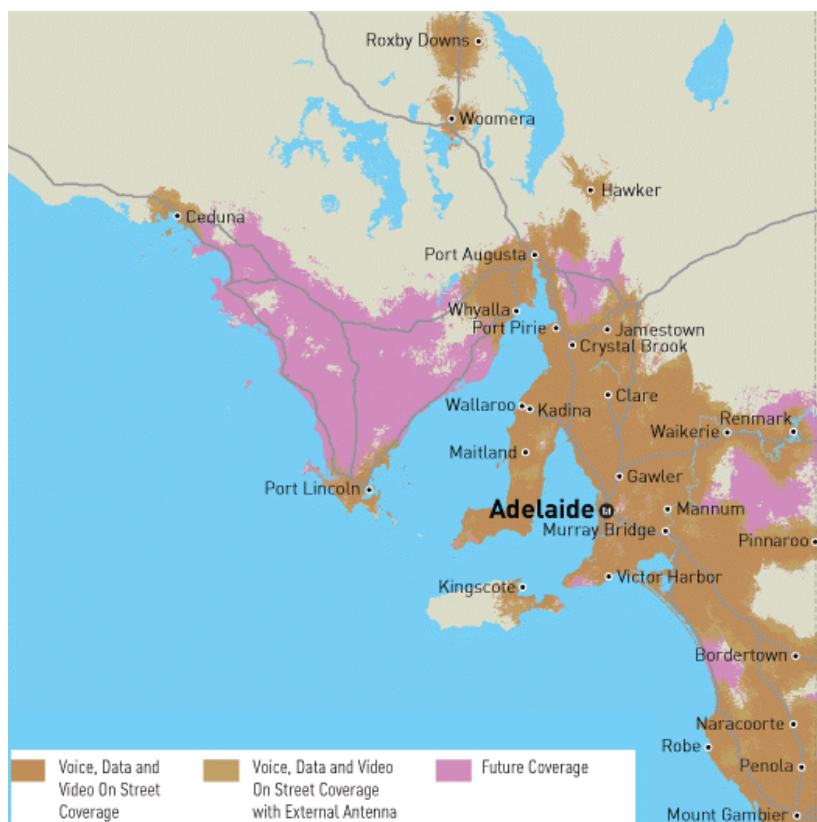 Roxby Downs
Woomera
Hawker
Ceduna
Port Augusta
Whyalla
Port Pirie
Jamestown
Crystal Brook
Clare
Wallaroo
Kadina
Renmark
Waikerie
Maitland
Gawler
Port Lincoln
Adelaide
M
Mannum
Murray Bridge
Pinnaroo
Kingscote
Victor Harbor
Bordertown
Naracoorte
Robe
Penola
Mount Gambier
Voice, Data and
Video On Street
Coverage
Voice, Data and Video
On Street Coverage
with External Antenna
Future Coverage